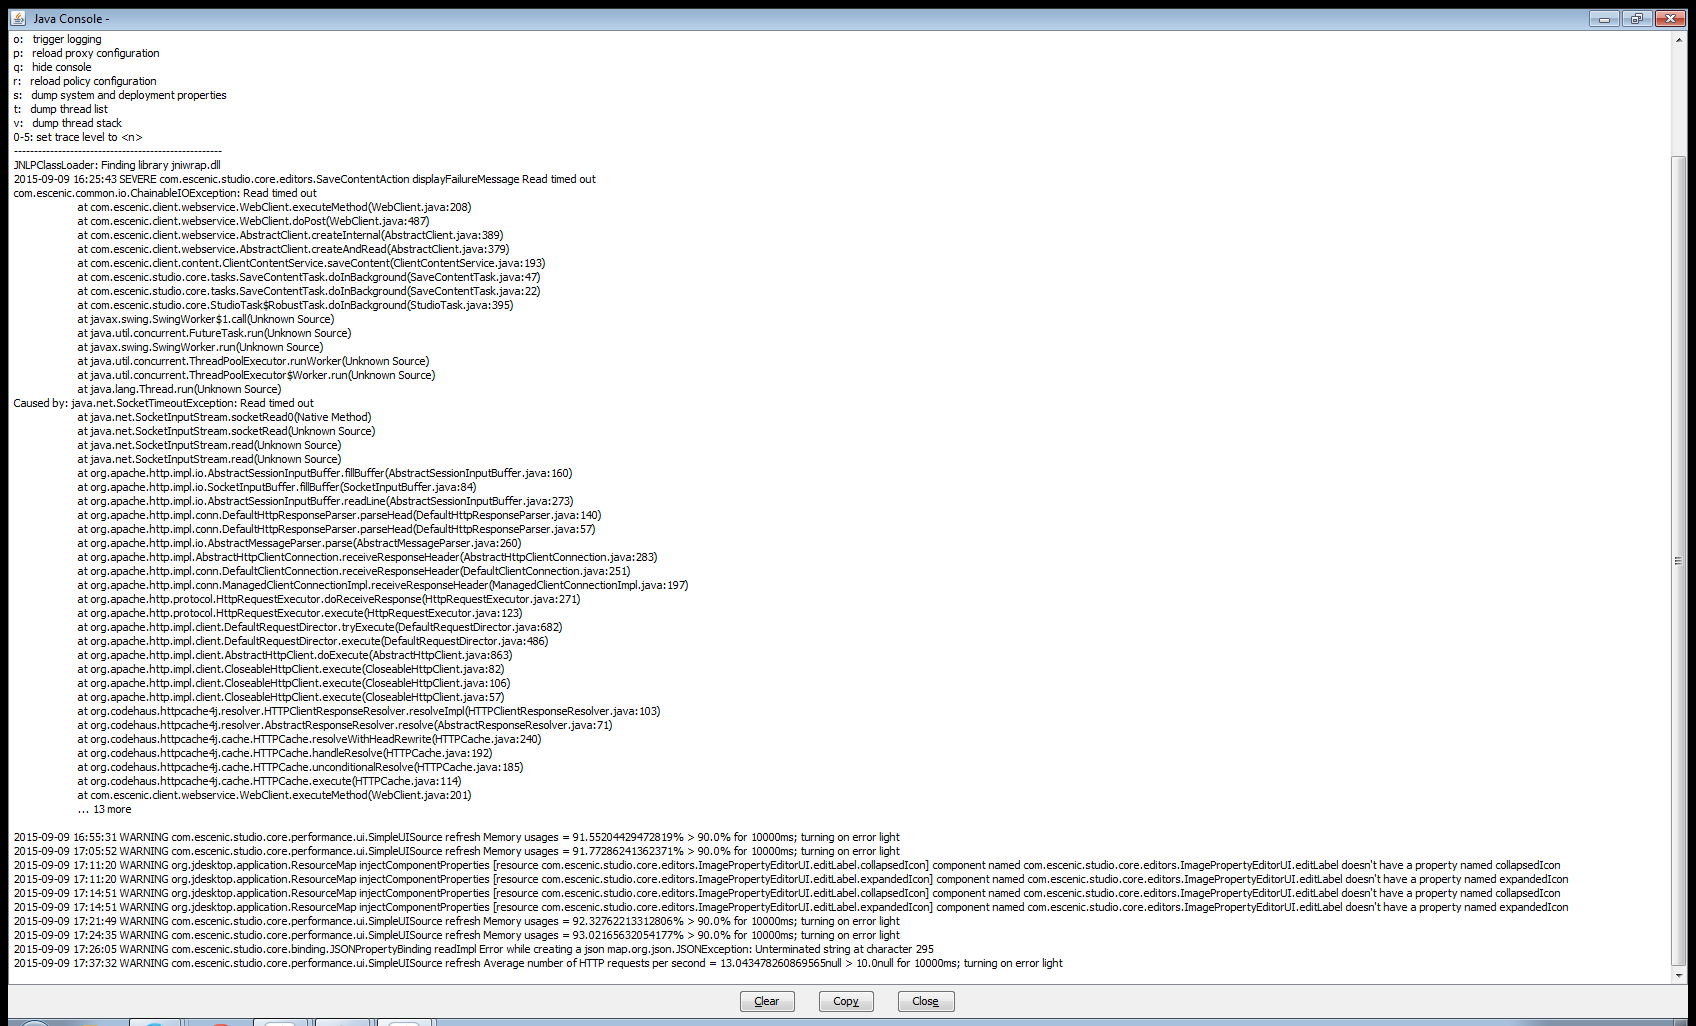 Java Console -
o:   trigger logging
p:   reload proxy configuration
q:   hide console
r:   reload policy configuration
s:   dump system and deployment properties
t:   dump thread list
v:   dump thread stack
0-5: set trace level to <n>
----------------------------------------------------
JNLPClassLoader: Finding library jniwrap.dll
2015-09-09 16:25:43 SEVERE com.escenic.studio.core.editors.SaveContentAction displayFailureMessage Read timed out
com.escenic.common.io.ChainableIOException: Read timed out
at com.escenic.client.webservice.WebClient.executeMethod(WebClient.java:208)
at com.escenic.client.webservice.WebClient.doPost(WebClient.java:487)
at com.escenic.client.webservice.AbstractClient.createInternal(AbstractClient.java:389)
at com.escenic.client.webservice.AbstractClient.createAndRead(AbstractClient.java:379)
at com.escenic.client.content.ClientContentService.saveContent(ClientContentService.java:193)
at com.escenic.studio.core.tasks.SaveContentTask.doInBackground(SaveContentTask.java:47)
at com.escenic.studio.core.tasks.SaveContentTask.doInBackground(SaveContentTask.java:22)
at com.escenic.studio.core.StudioTask$RobustTask.doInBackground(StudioTask.java:395)
at javax.swing.SwingWorker$1.call(Unknown Source)
at java.util.concurrent.FutureTask.run(Unknown Source)
at javax.swing.SwingWorker.run(Unknown Source)
at java.util.concurrent.ThreadPoolExecutor.runWorker(Unknown Source)
at java.util.concurrent.ThreadPoolExecutor$Worker.run(Unknown Source)
at java.lang.Thread.run(Unknown Source)
Caused by: java.net.SocketTimeoutException: Read timed out
at java.net.SocketInputStream.socketRead0(Native Method)
at java.net.SocketInputStream.socketRead(Unknown Source)
at java.net.SocketInputStream.read(Unknown Source)
at java.net.SocketInputStream.read(Unknown Source)
at org.apache.http.impl.io.AbstractSessionInputBuffer.fillBuffer(AbstractSessionInputBuffer.java:160)
at org.apache.http.impl.io.SocketInputBuffer.fillBuffer(SocketInputBuffer.java:84)
at org.apache.http.impl.io.AbstractSessionInputBuffer.readLine(AbstractSessionInputBuffer.java:273)
at org.apache.http.impl.conn.DefaultHttpResponseParser.parseHead(DefaultHttpResponseParser.java:140)
at org.apache.http.impl.conn.DefaultHttpResponseParser.parseHead(DefaultHttpResponseParser.java:57)
at org.apache.http.impl.io.AbstractMessageParser.parse(AbstractMessageParser.java:260)
at org.apache.http.impl.AbstractHttpClientConnection.receiveResponseHeader(AbstractHttpClientConnection.java:283)
at org.apache.http.impl.conn.DefaultClientConnection.receiveResponseHeader(DefaultClientConnection.java:251)
at org.apache.http.impl.conn.ManagedClientConnectionImpl.receiveResponseHeader(ManagedClientConnectionImpl.java:197)
at org.apache.http.protocol.HttpRequestExecutor.doReceiveResponse(HttpRequestExecutor.java:271)
at org.apache.http.protocol.HttpRequestExecutor.execute(HttpRequestExecutor.java:123)
at org.apache.http.impl.client.DefaultRequestDirector.tryExecute(DefaultRequestDirector.java:682)
at org.apache.http.impl.client.DefaultRequestDirector.execute(DefaultRequestDirector.java:486)
at org.apache.http.impl.client.AbstractHttpClient.doExecute(AbstractHttpClient.java:863)
at org.apache.http.impl.client.CloseableHttpClient.execute(CloseableHttpClient.java:82)
at org.apache.http.impl.client.CloseableHttpClient.execute(CloseableHttpClient.java:106)
at org.apache.http.impl.client.CloseableHttpClient.execute(CloseableHttpClient.java:57)
at org.codehaus.httpcache4j.resolver.HTTPClientResponseResolver.resolveImpl(HTTPClientResponseResolver.java:103)
at org.codehaus.httpcache4j.resolver.AbstractResponseResolver.resolve(AbstractResponseResolver.java:71)
at org.codehaus.httpcache4j.cache.HTTPCache.resolveWithHeadRewrite(HTTPCache.java:240)
at org.codehaus.httpcache4j.cache.HTTPCache.handleResolve(HTTPCache.java:192)
at org.codehaus.httpcache4j.cache.HTTPCache.unconditionalResolve(HTTPCache.java:185)
at org.codehaus.httpcache4j.cache.HTTPCache.execute(HTTPCache.java:114)
at com.escenic.client.webservice.WebClient.executeMethod(WebClient.java:201)
... 13 more
2015-09-09 16:55:31 WARNING com.escenic.studio.core.performance.ui.SimpleUISource refresh Memory usages = 91.55204429472819% > 90.0% for 10000ms; turning on error light
2015-09-09 17:05:52 WARNING com.escenic.studio.core.performance.ui.SimpleUISource refresh Memory usages = 91.77286241362371% > 90.0% for 10000ms; turning on error light
2015-09-09 17:11:20 WARNING org.jdesktop.application.ResourceMap injectComponentProperties [resource com.escenic.studio.core.editors.ImagePropertyEditorUI.editLabel.collapsedIcon] component named com.escenic.studio.core.editors.ImagePropertyEditorUI.editLabel doesn't have a property named collapsedIcon
2015-09-09 17:11:20 WARNING org.jdesktop.application.ResourceMap injectComponentProperties [resource com.escenic.studio.core.editors.ImagePropertyEditorUI.editLabel.expandedIcon] component named com.escenic.studio.core.editors.ImagePropertyEditorUI.editLabel doesn't have a property named expandedIcon
2015-09-09 17:14:51 WARNING org.jdesktop.application.ResourceMap injectComponentProperties [resource com.escenic.studio.core.editors.ImagePropertyEditorUI.editLabel.collapsedIcon] component named com.escenic.studio.core.editors.ImagePropertyEditorUI.editLabel doesn't have a property named collapsedIcon
2015-09-09 17:14:51 WARNING org.jdesktop.application.ResourceMap injectComponentProperties [resource com.escenic.studio.core.editors.ImagePropertyEditorUI.editLabel.expandedIcon] component named com.escenic.studio.core.editors.ImagePropertyEditorUI.editLabel doesn't have a property named expandedIcon
2015-09-09 17:21:49 WARNING com.escenic.studio.core.performance.ui.SimpleUISource refresh Memory usages = 92.32762213312806% > 90.0% for 10000ms; turning on error light
2015-09-09 17:24:35 WARNING com.escenic.studio.core.performance.ui.SimpleUISource refresh Memory usages = 93.02165632054177% > 90.0% for 10000ms; turning on error light
2015-09-09 17:26:05 WARNING com.escenic.studio.core.binding.JSONPropertyBinding readImpl Error while creating a json map.org.json.JSONException: Unterminated string at character 295
2015-09-09 17:37:32 WARNING com.escenic.studio.core.performance.ui.SimpleUISource refresh Average number of HTTP requests per second = 13.043478260869565null > 10.0null for 10000ms; turning on error light
Clear Copy Close